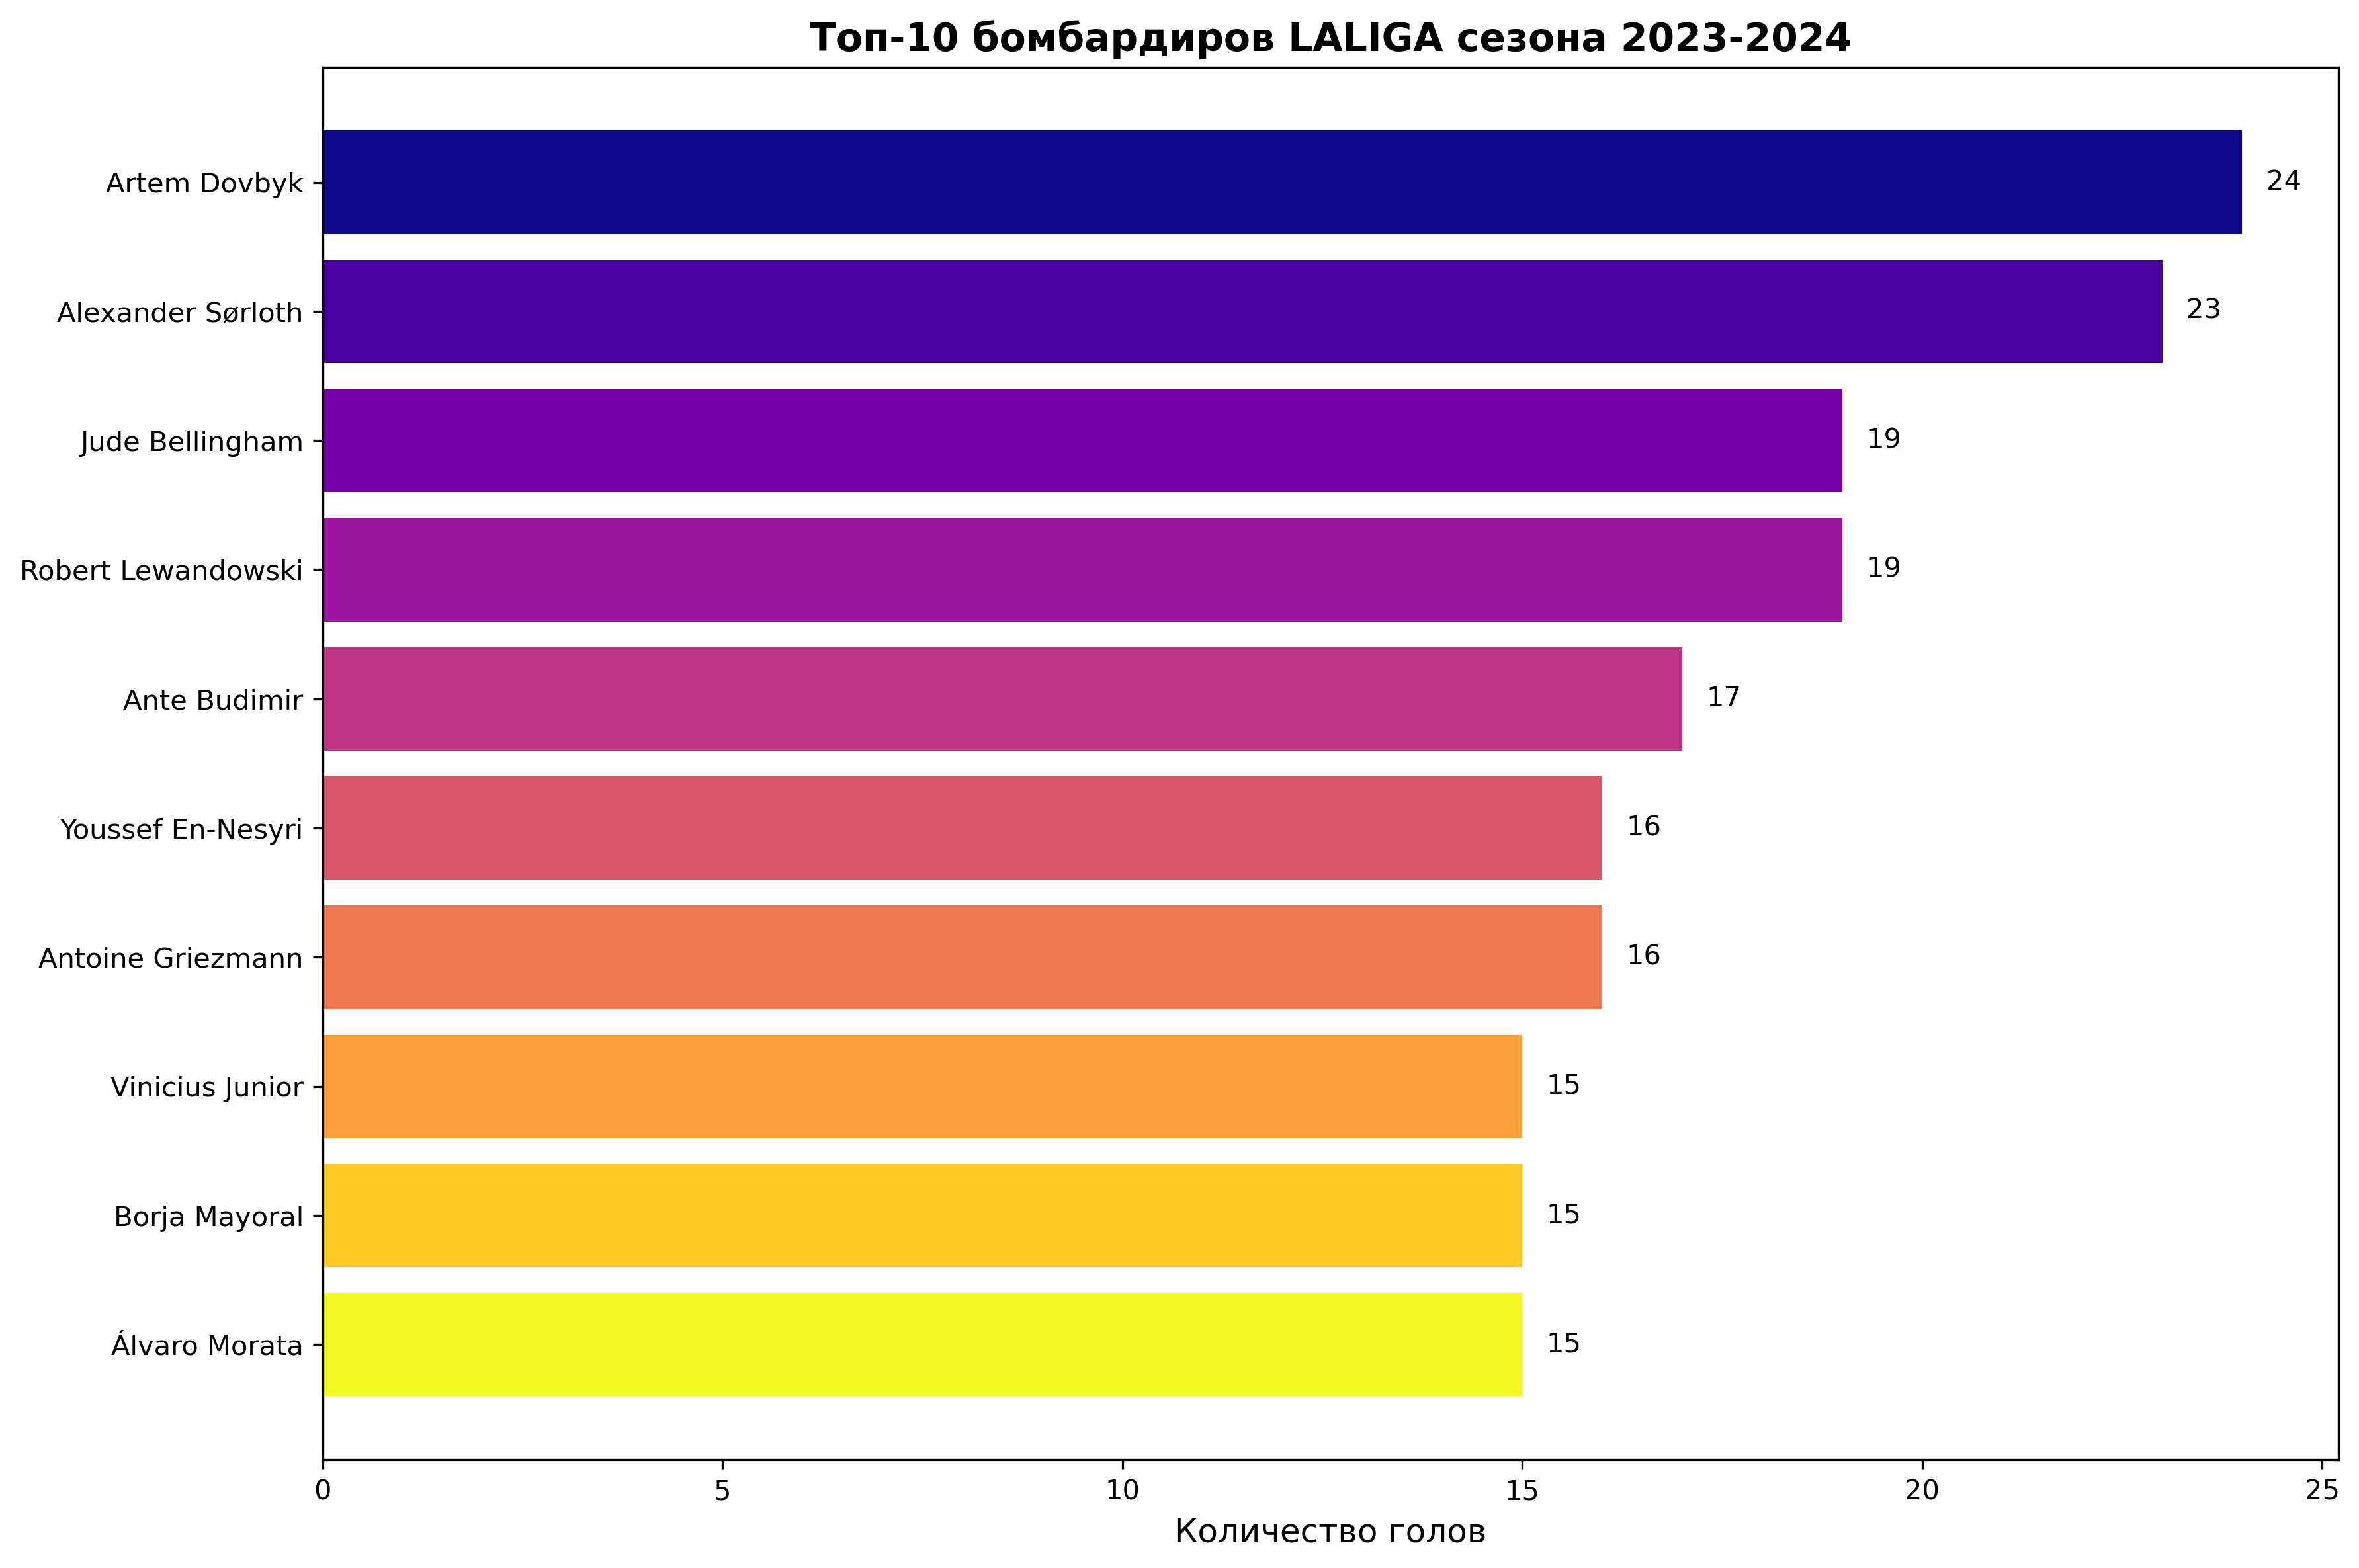 Топ-10 бомбардиров LALIGA сезона 2023-2024
Artem Dovbyk 24
Alexander Sørloth 23
Jude Bellingham 19
Robert Lewandowski 19
Ante Budimir 17
Youssef En-Nesyri 16
Antoine Griezmann 16
Vinicius Junior 15
Borja Mayoral 15
Álvaro Morata 15
0 5 10 15 20 25
Количество голов